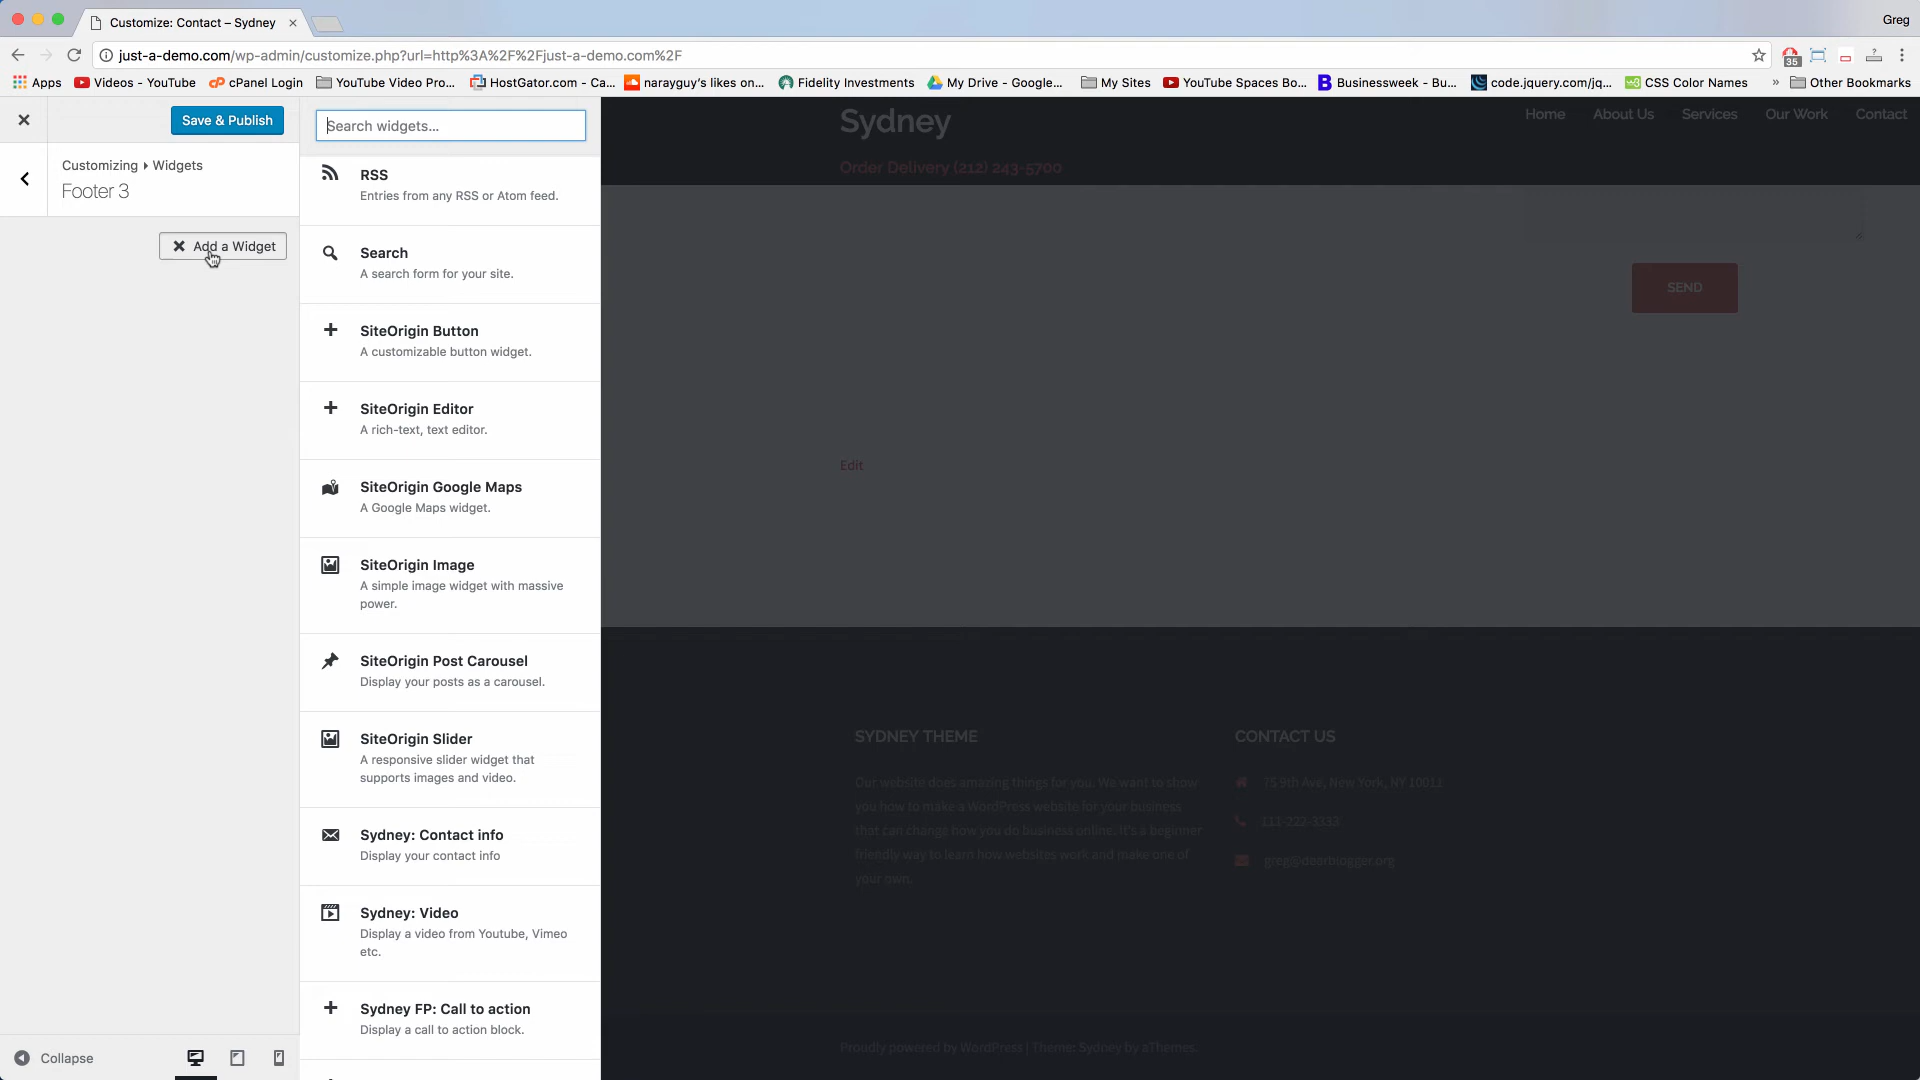 Customize: Contact – Sydney
Greg
just-a-demo.com/wp-admin/customize.php?url=http%3A%2F%2Fjust-a-demo.com%2F
35
Apps
Videos - YouTube
cPanel Login
YouTube Video Pro...
HostGator.com - Ca...
narayguy's likes on...
Fidelity Investments
My Drive - Google...
My Sites
YouTube Spaces Bo...
Businessweek - Bu...
code.jquery.com/jq...
CSS Color Names
»
Other Bookmarks
Save & Publish
Customizing Widgets
Footer 3
Add a Widget
Search widgets...
RSS
Entries from any RSS or Atom feed.
Search
A search form for your site.
SiteOrigin Button
A customizable button widget.
SiteOrigin Editor
A rich-text, text editor.
SiteOrigin Google Maps
A Google Maps widget.
SiteOrigin Image
A simple image widget with massive
power.
SiteOrigin Post Carousel
Display your posts as a carousel.
SiteOrigin Slider
A responsive slider widget that
supports images and video.
Sydney: Contact info
Display your contact info
Sydney: Video
Display a video from Youtube, Vimeo
etc.
Sydney FP: Call to action
Display a call to action block.
Collapse
Sydney
Home
About Us
Services
Our Work
Contact
Order Delivery (212) 243-5700
SEND
Edit
SYDNEY THEME
Our website does amazing things for you. We want to show
you how to make a WordPress website for your business
that can change how you do business online. It's a beginner
friendly way to learn how websites work and make one of
your own.
CONTACT US
75 9th Ave, New York, NY 10011
111-222-3333
greg@dearblogger.org
Proudly powered by WordPress | Theme: Sydney by aThemes.